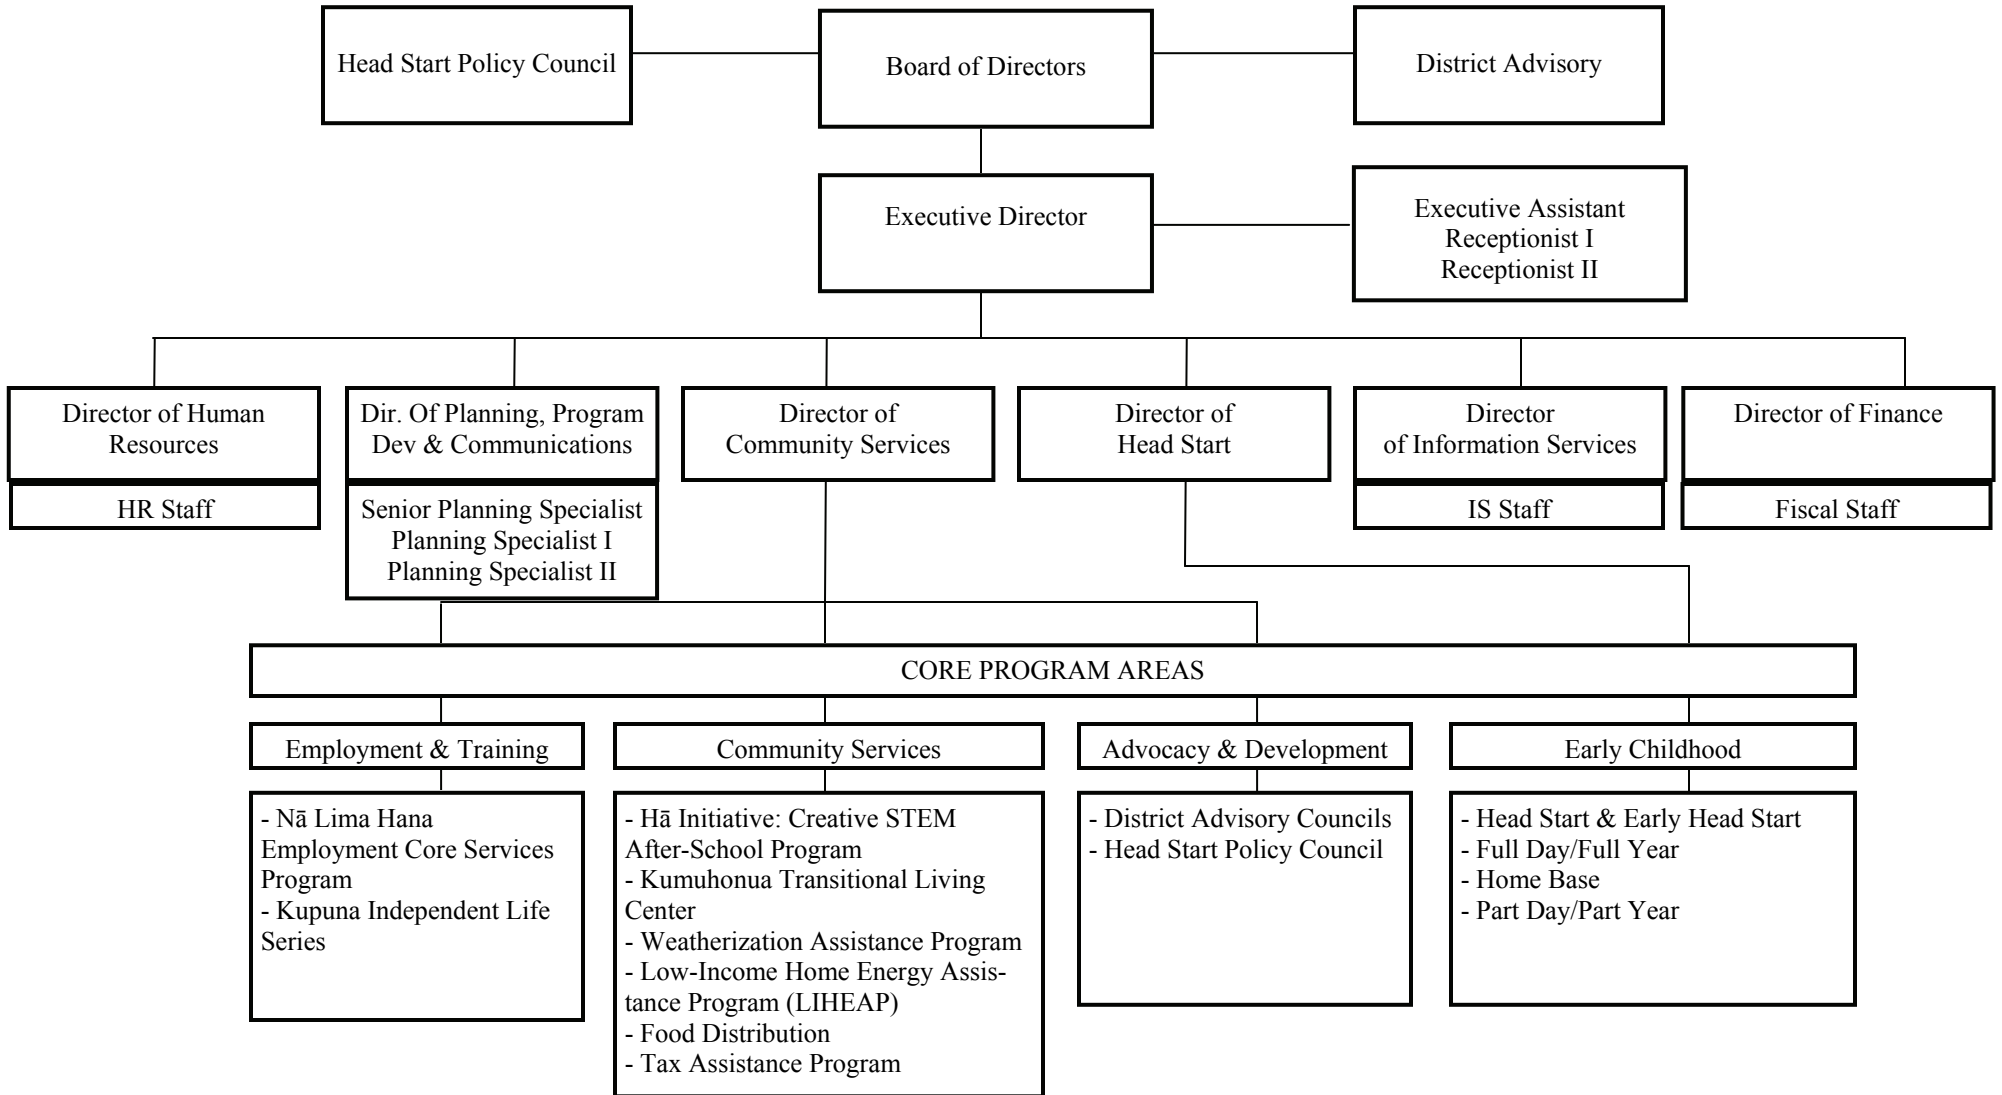 Head Start Policy Council
Board of Directors
District Advisory
Executive Director
Executive Assistant
Receptionist I
Receptionist II
Director of Human
Resources
HR Staff
Dir. Of Planning, Program
Dev & Communications
Senior Planning Specialist
Planning Specialist I
Planning Specialist II
Director of
Community Services
Director of
Head Start
Director
of Information Services
IS Staff
Director of Finance
Fiscal Staff
CORE PROGRAM AREAS
Employment & Training
- Nā Lima Hana
Employment Core Services
Program
- Kupuna Independent Life
Series
Community Services
- Hā Initiative: Creative STEM
After-School Program
- Kumuhonua Transitional Living
Center
- Weatherization Assistance Program
- Low-Income Home Energy Assis-
tance Program (LIHEAP)
- Food Distribution
- Tax Assistance Program
Advocacy & Development
- District Advisory Councils
- Head Start Policy Council
Early Childhood
- Head Start & Early Head Start
- Full Day/Full Year
- Home Base
- Part Day/Part Year